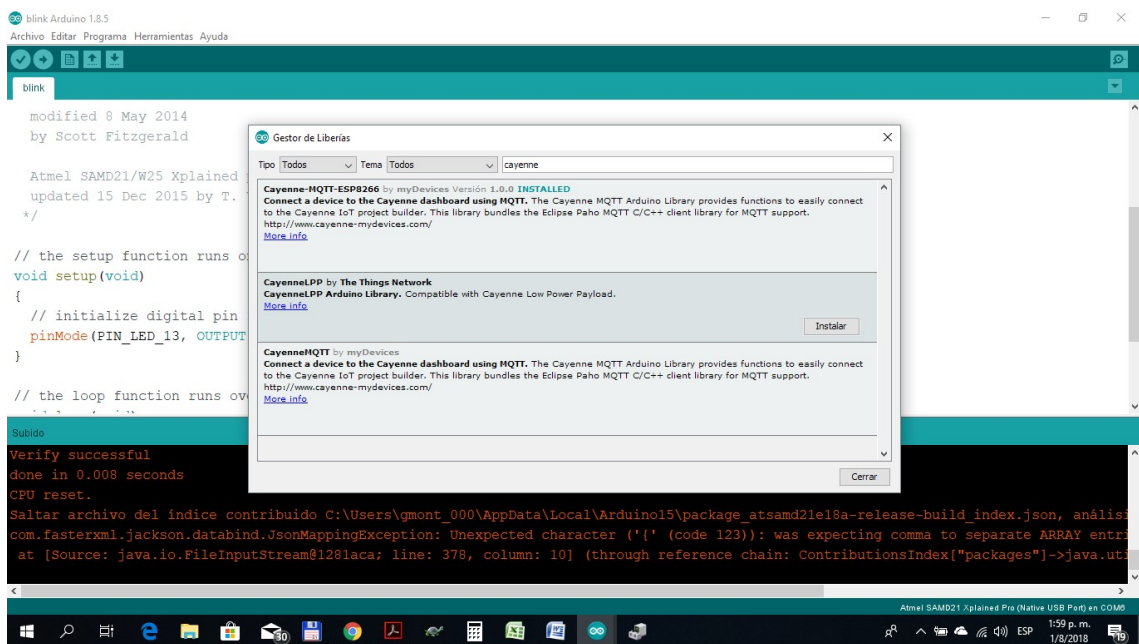 blink Arduino 1.8.5
Archivo Editar Programa Herramientas Ayuda
blink
modified 8 May 2014
by Scott Fitzgerald
Atmel SAMD21/W25 Xplained
updated 15 Dec 2015 by T.
*/
// the setup function runs o
void setup(void)
{
// initialize digital pin
pinMode(PIN_LED_13, OUTPUT
}
// the loop function runs ov
Gestor de Liberías
Tipo Todos Tema Todos cayenne
Cayenne-MQTT-ESP8266 by myDevices Versión 1.0.0 INSTALLED
Connect a device to the Cayenne dashboard using MQTT. The Cayenne MQTT Arduino Library provides functions to easily connect
to the Cayenne IoT project builder. This library bundles the Eclipse Paho MQTT C/C++ client library for MQTT support.
http://www.cayenne-mydevices.com/
More info
CayenneLPP by The Things Network
CayenneLPP Arduino Library. Compatible with Cayenne Low Power Payload.
More info
Instalar
CayenneMQTT by myDevices
Connect a device to the Cayenne dashboard using MQTT. The Cayenne MQTT Arduino Library provides functions to easily connect
to the Cayenne IoT project builder. This library bundles the Eclipse Paho MQTT C/C++ client library for MQTT support.
http://www.cayenne-mydevices.com/
More info
Cerrar
Subido
Verify successful
done in 0.008 seconds
CPU reset.
Saltar archivo del índice contribuido C:\Users\gmont_000\AppData\Local\Arduino15\package_atsamd21e18a-release-build_index.json, análisi
com.fasterxml.jackson.databind.JsonMappingException: Unexpected character ('{' (code 123)): was expecting comma to separate ARRAY entri
at [Source: java.io.FileInputStream@1281aca; line: 378, column: 10] (through reference chain: ContributionsIndex["packages"]->java.uti
Atmel SAMD21 Xplained Pro (Native USB Port) en COM6
30
ESP
1:59 p. m.
1/8/2018
19